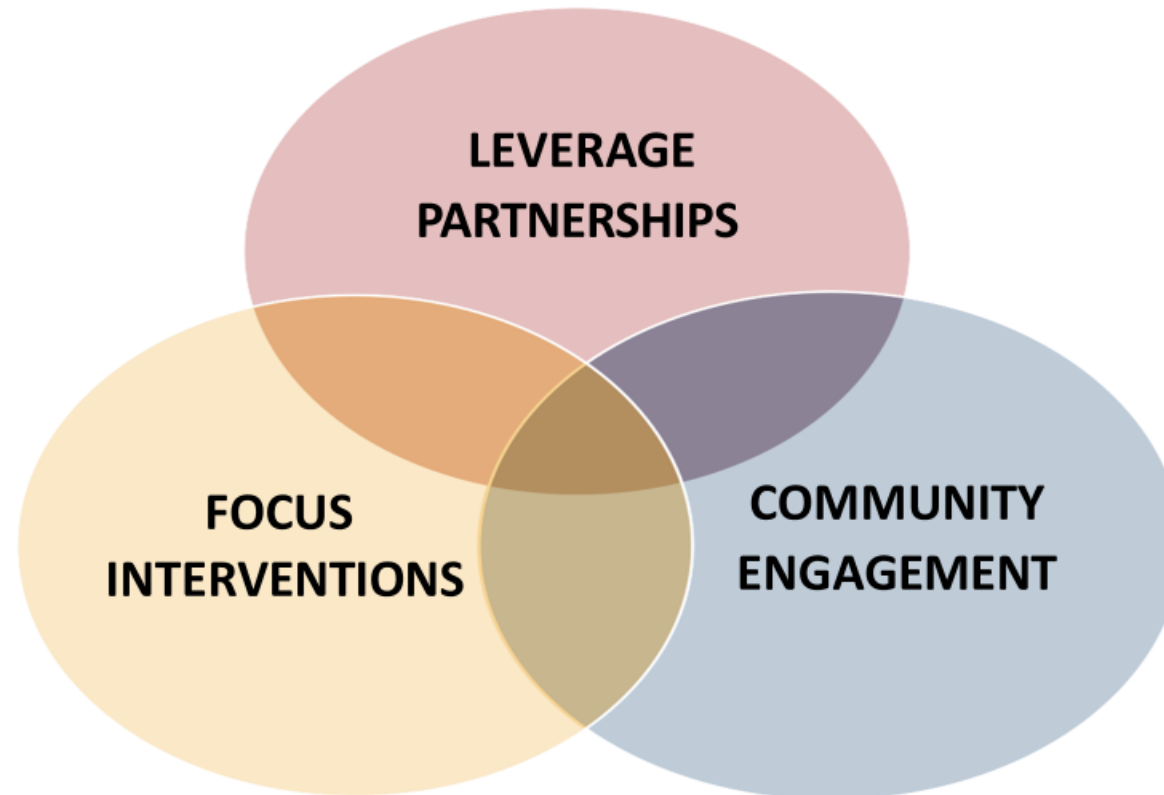 LEVERAGE
PARTNERSHIPS
FOCUS
INTERVENTIONS
COMMUNITY
ENGAGEMENT